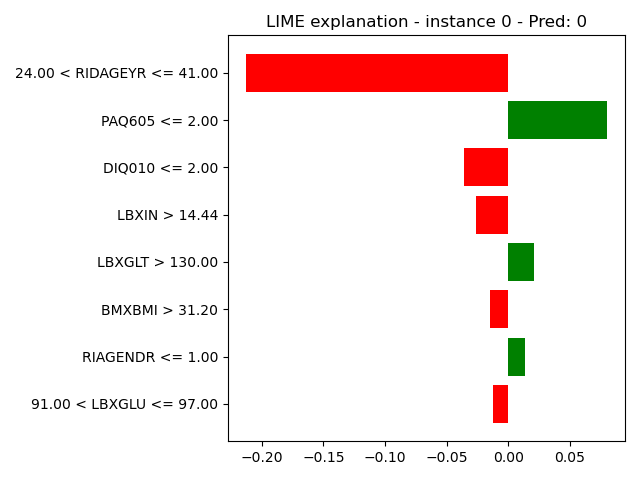 LIME explanation - instance 0 - Pred: 0
24.00 < RIDAGEYR <= 41.00
PAQ605 <= 2.00
DIQ010 <= 2.00
LBXIN > 14.44
LBXGLT > 130.00
BMXBMI > 31.20
RIAGENDR <= 1.00
91.00 < LBXGLU <= 97.00
−0.20 −0.15 −0.10 −0.05 0.00 0.05